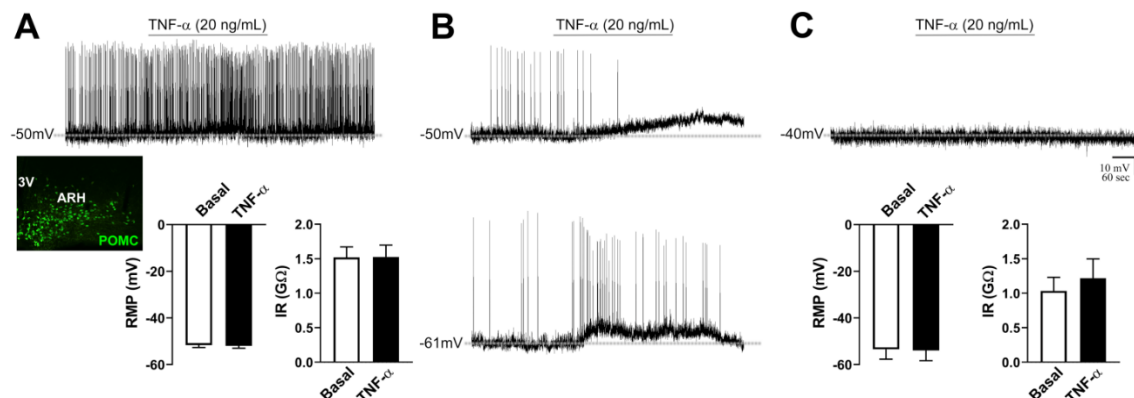 A
TNF-α (20 ng/mL)
-50mV
3V
ARH
POMC
Basal
TNF-α
0
-20
-40
-60
RMP (mV)
2.0
1.5
1.0
0.5
0.0
IR (GΩ)
Basal
TNF-α
B
TNF-α (20 ng/mL)
-50mV
-61mV
C
TNF-α (20 ng/mL)
-40mV
10 mV
60 sec
Basal
TNF-α
0
-20
-40
-60
RMP (mV)
2.0
1.5
1.0
0.5
0.0
IR (GΩ)
Basal
TNF-α